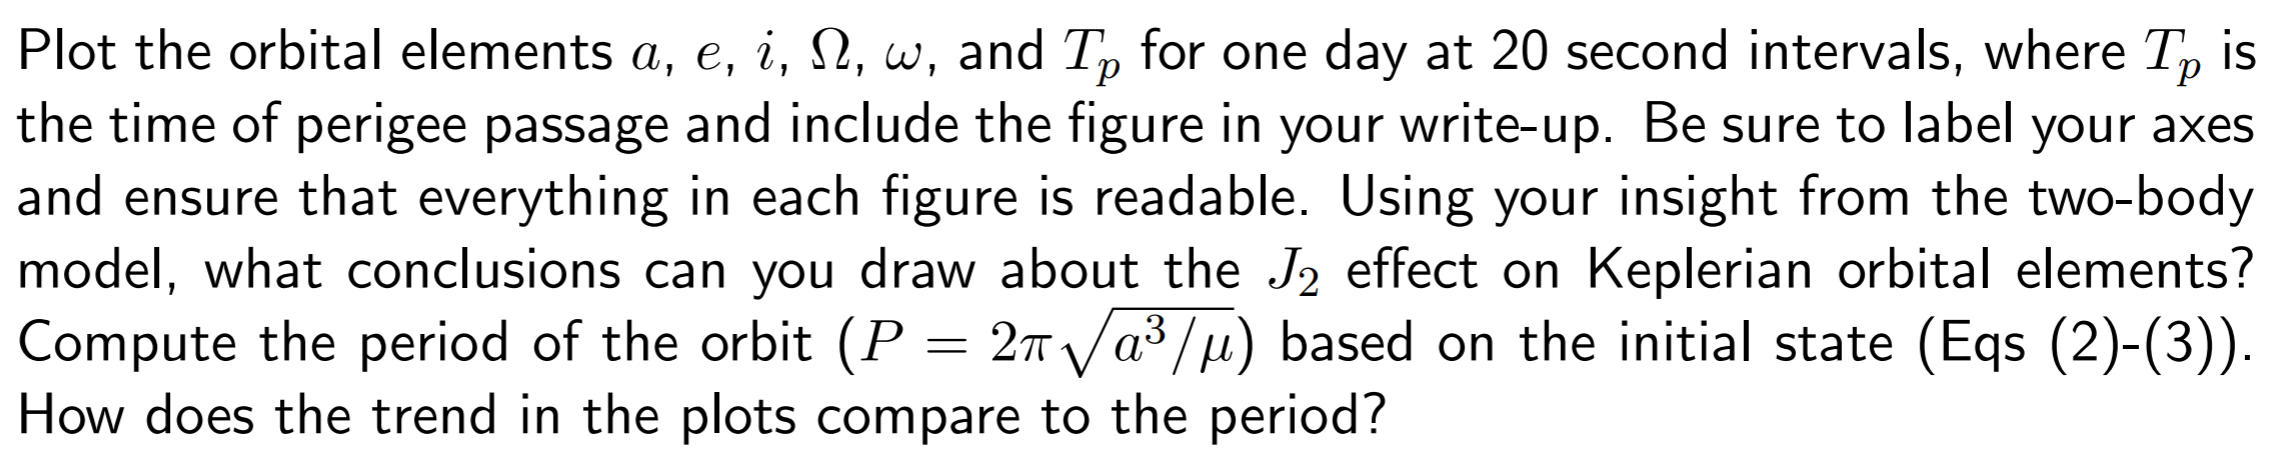 Plot the orbital elements a, e, i, Ω, ω, and T_p for one day at 20 second intervals, where T_p is
the time of perigee passage and include the figure in your write-up. Be sure to label your axes
and ensure that everything in each figure is readable. Using your insight from the two-body
model, what conclusions can you draw about the J_2 effect on Keplerian orbital elements?
Compute the period of the orbit (P = 2π√(a^3/μ)) based on the initial state (Eqs (2)-(3)).
How does the trend in the plots compare to the period?